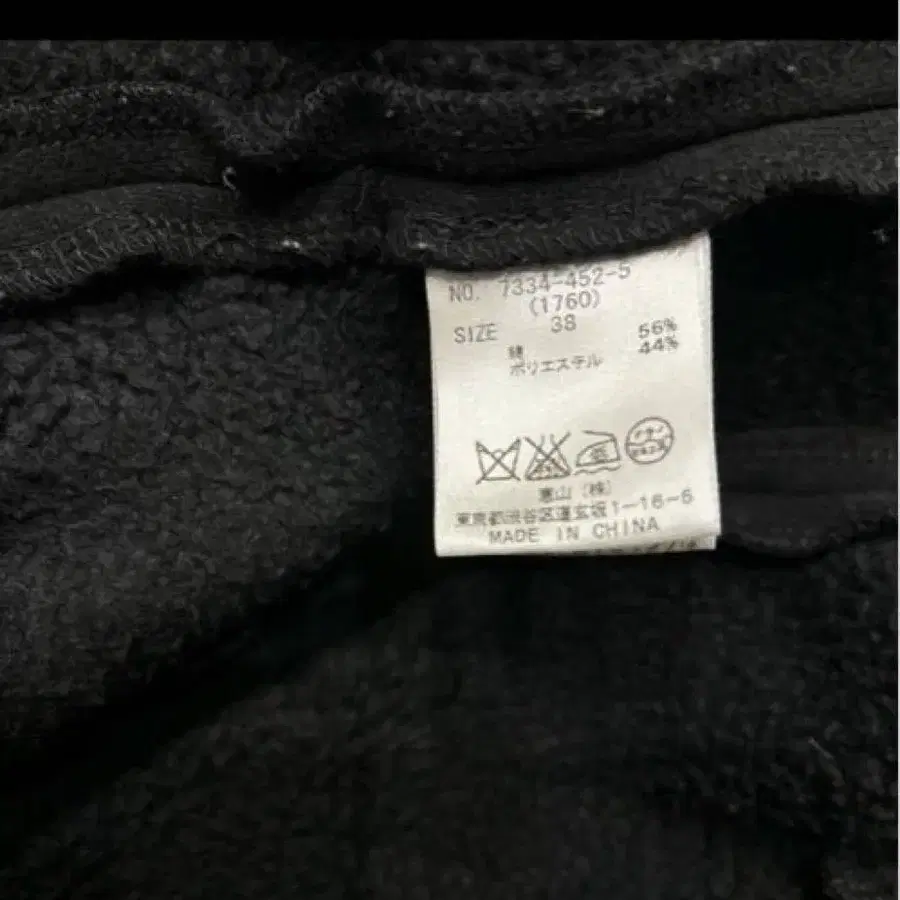 NO. 7334-452-5
(1760)
SIZE 38
綿 56%
ポリエステル 44%
恵山(株)
東京都渋谷区道玄坂1-16-6
MADE IN CHINA